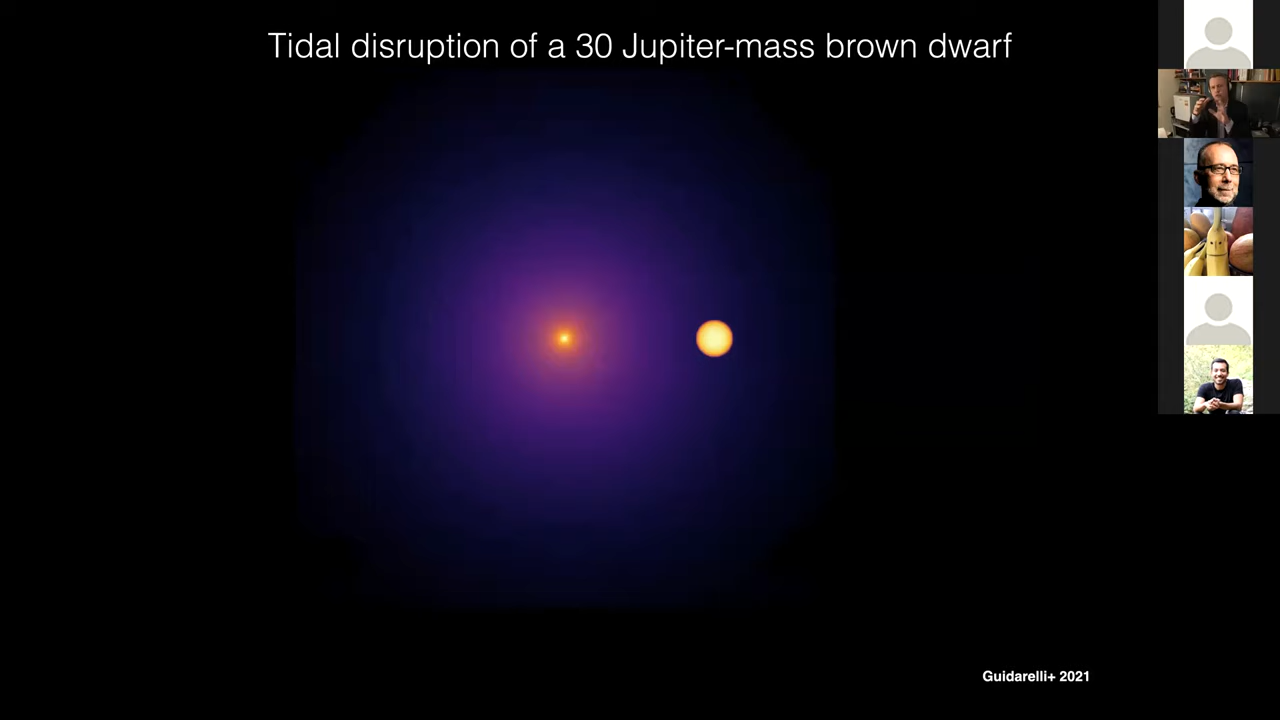 Tidal disruption of a 30 Jupiter-mass brown dwarf
Guidarelli+ 2021